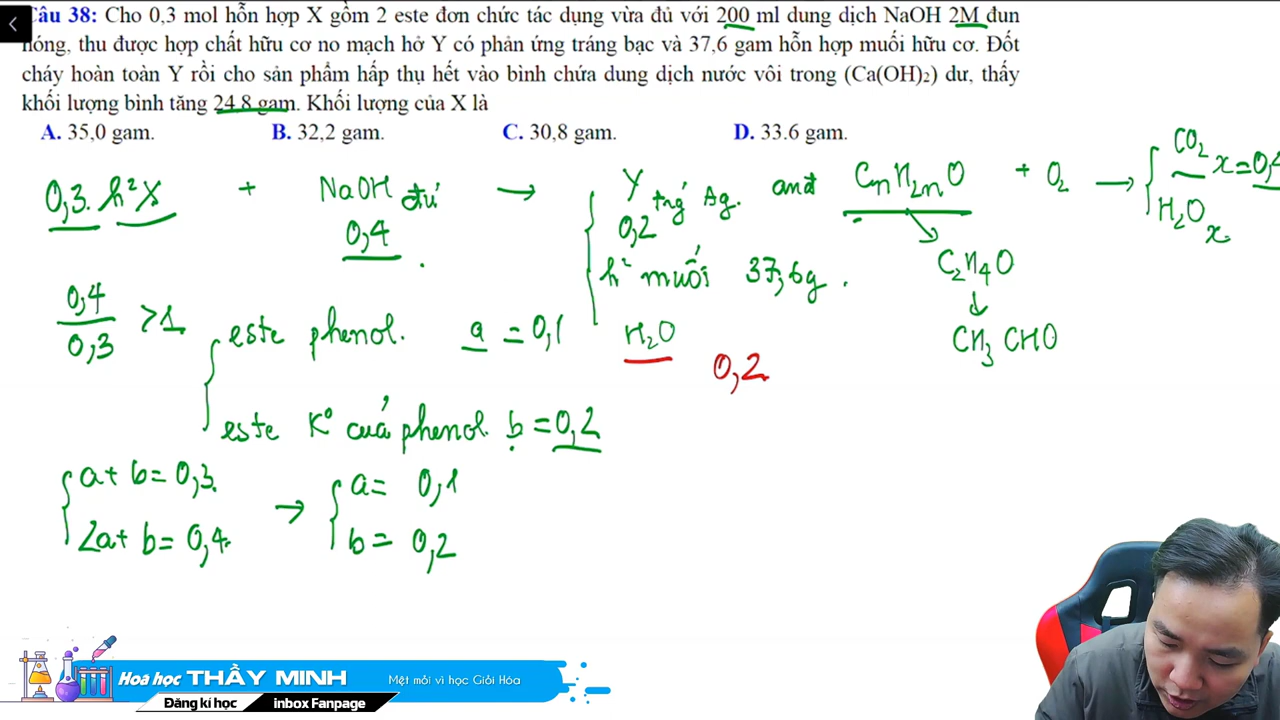 Câu 38: Cho 0,3 mol hỗn hợp X gồm 2 este đơn chức tác dụng vừa đủ với 200 ml dung dịch NaOH 2M đun
nóng, thu được hợp chất hữu cơ no mạch hở Y có phản ứng tráng bạc và 37,6 gam hỗn hợp muối hữu cơ. Đốt
cháy hoàn toàn Y rồi cho sản phẩm hấp thụ hết vào bình chứa dung dịch nước vôi trong (Ca(OH)₂) dư, thấy
khối lượng bình tăng 24,8 gam. Khối lượng của X là
A. 35,0 gam. B. 32,2 gam. C. 30,8 gam. D. 33.6 gam.
0,3. h² X + NaOH đủ → Y tráng Ag. anđ CnH2nO + O₂ → CO₂ x = 0,4
0,4 0,2 H₂O x
h² muối 37,6g. C₂H₄O
0,4/0,3 >1 este phenol. a = 0,1 H₂O CH₃CHO
0,2
este K° của phenol. b = 0,2
a + b = 0,3. → a = 0,1
2a + b = 0,4. b = 0,2
Hoá học THẦY MINH Mệt mỏi vì học Giỏi Hóa
Đăng kí học inbox Fanpage